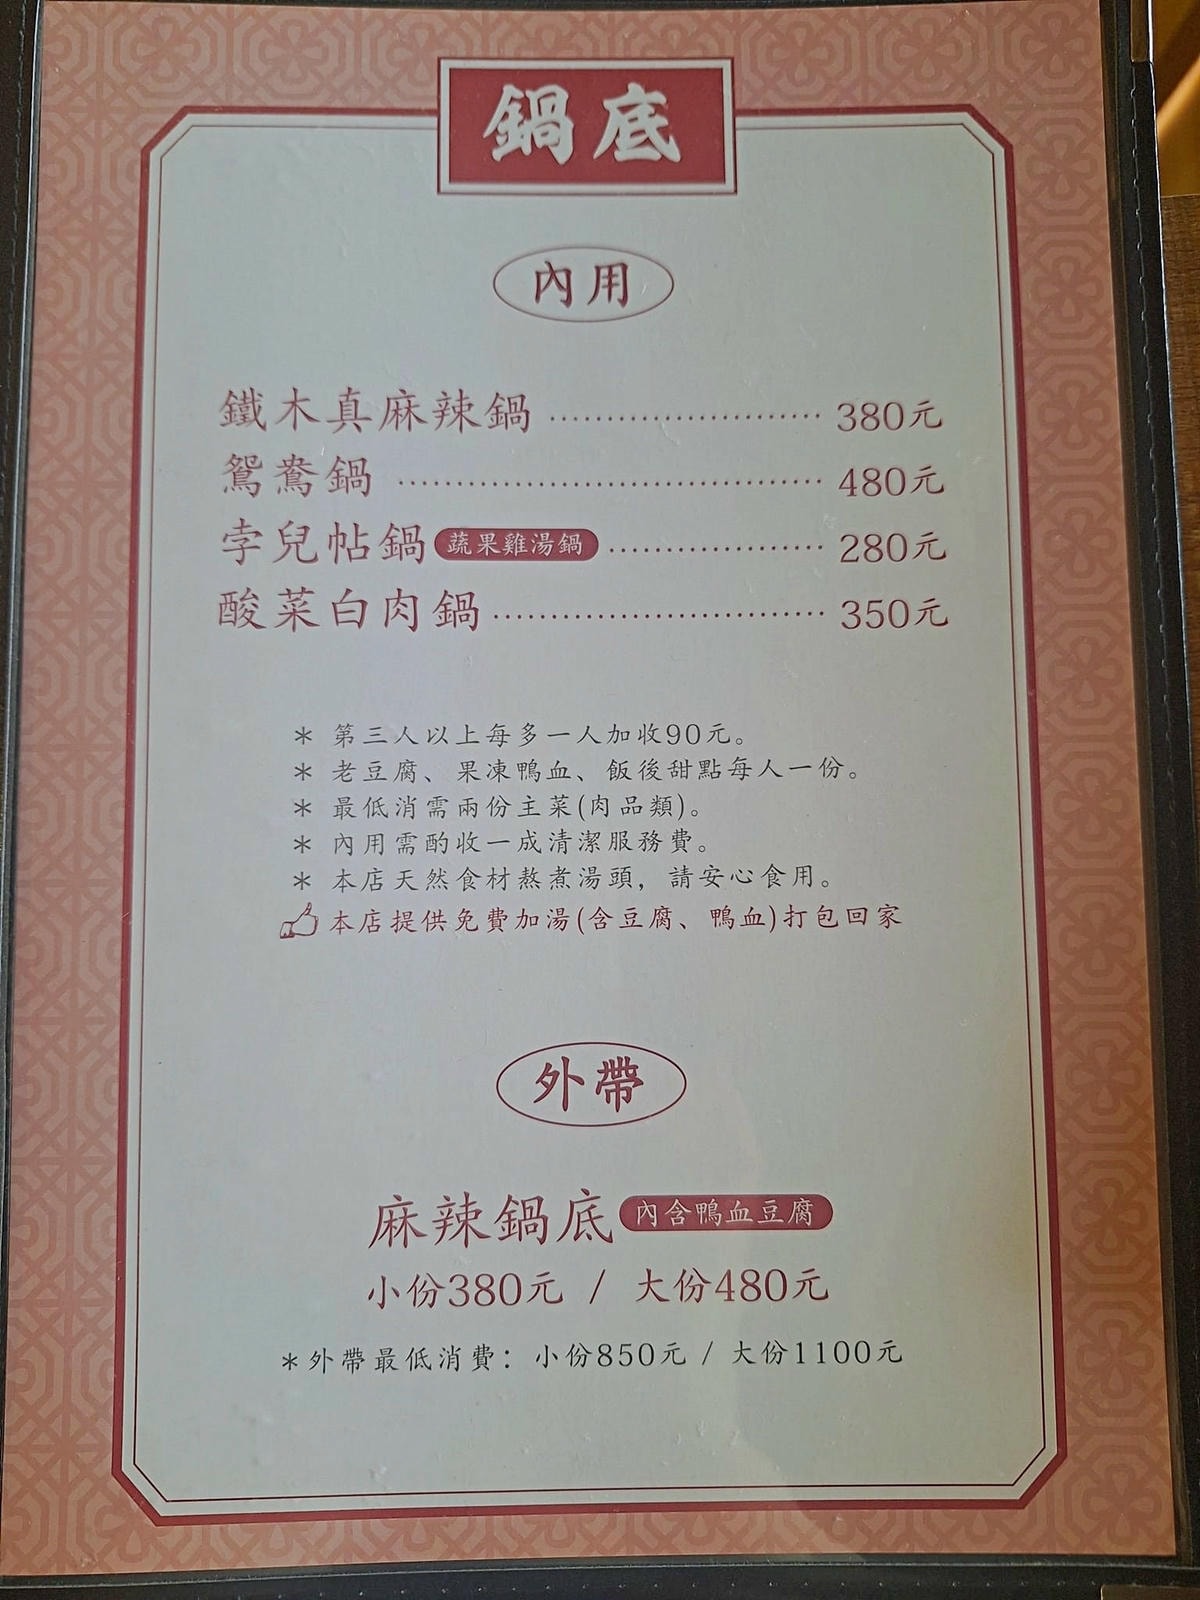 鍋底
內用
鐵木真麻辣鍋 ............................ 380元
鴛鴦鍋 ............................ 480元
孛兒帖鍋 蔬果雞湯鍋 ............................ 280元
酸菜白肉鍋 ............................ 350元
＊ 第三人以上每多一人加收90元。
＊ 老豆腐、果凍鴨血、飯後甜點每人一份。
＊ 最低消需兩份主菜(肉品類)。
＊ 內用需酌收一成清潔服務費。
＊ 本店天然食材熬煮湯頭，請安心食用。
本店提供免費加湯(含豆腐、鴨血)打包回家
外帶
麻辣鍋底 內含鴨血豆腐
小份380元 / 大份480元
＊外帶最低消費：小份850元 / 大份1100元